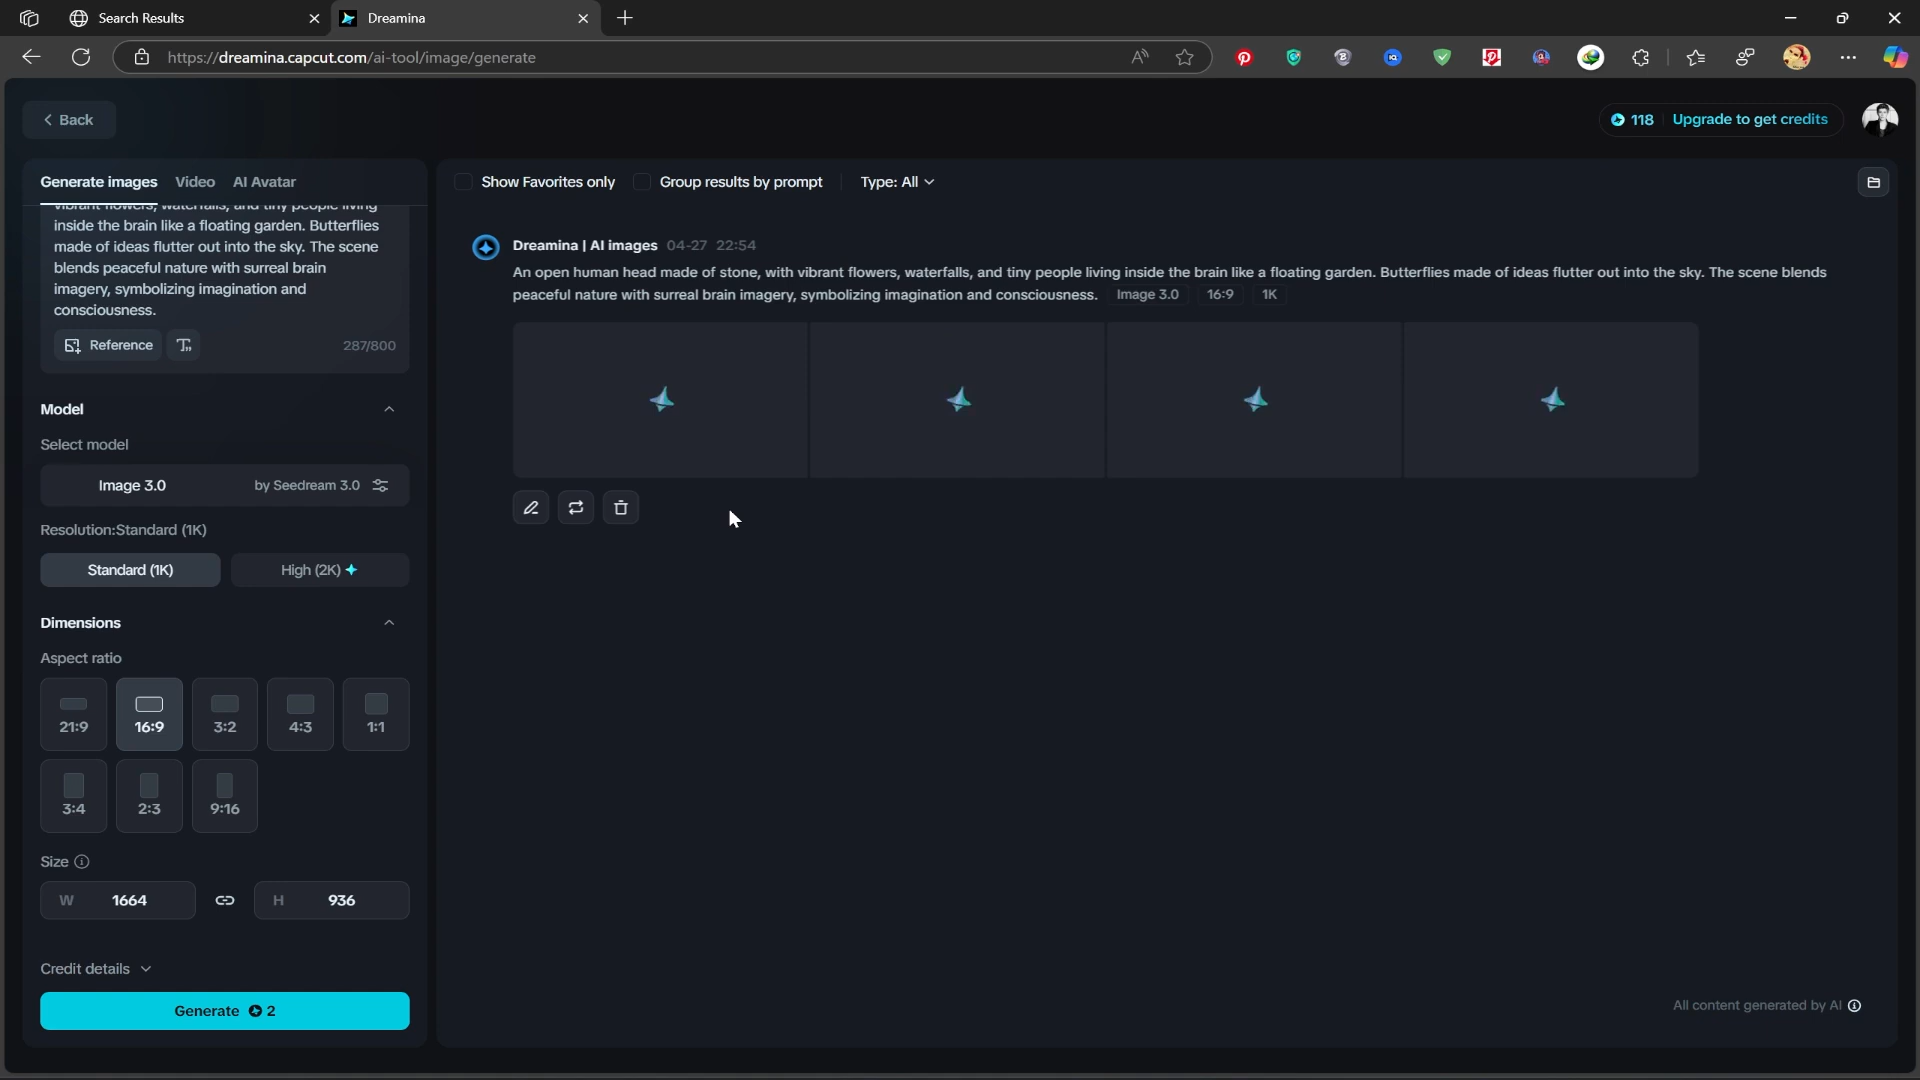 Search Results
Dreamina
https://dreamina.capcut.com/ai-tool/image/generate
Back
118 Upgrade to get credits
Generate images Video AI Avatar
Show Favorites only Group results by prompt Type: All
vibrant flowers, waterfalls, and tiny people living
inside the brain like a floating garden. Butterflies
made of ideas flutter out into the sky. The scene
blends peaceful nature with surreal brain
imagery, symbolizing imagination and
consciousness.
Reference 287/800
Model
Select model
Image 3.0 by Seedream 3.0
Resolution:Standard (1K)
Standard (1K) High (2K)
Dimensions
Aspect ratio
21:9 16:9 3:2 4:3 1:1
3:4 2:3 9:16
Size
W 1664 H 936
Credit details
Generate 2
Dreamina | AI images 04-27 22:54
An open human head made of stone, with vibrant flowers, waterfalls, and tiny people living inside the brain like a floating garden. Butterflies made of ideas flutter out into the sky. The scene blends
peaceful nature with surreal brain imagery, symbolizing imagination and consciousness. Image 3.0 16:9 1K
All content generated by AI